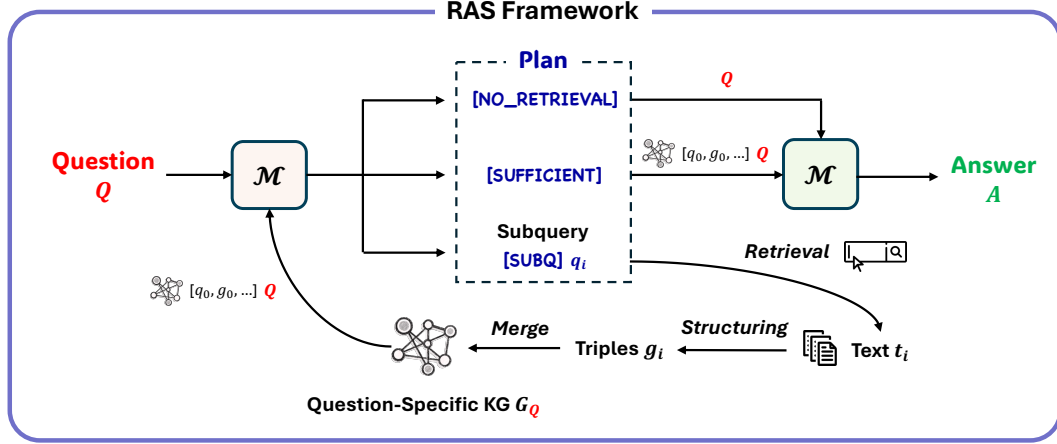 RAS Framework
Plan
[NO_RETRIEVAL]
Q
Question
Q
ℳ
[SUFFICIENT]
[q₀, g₀, ...] Q
ℳ
Answer
A
Subquery
[SUBQ] qᵢ
Retrieval
[q₀, g₀, ...] Q
Merge
Structuring
Triples gᵢ
Text tᵢ
Question-Specific KG G_Q